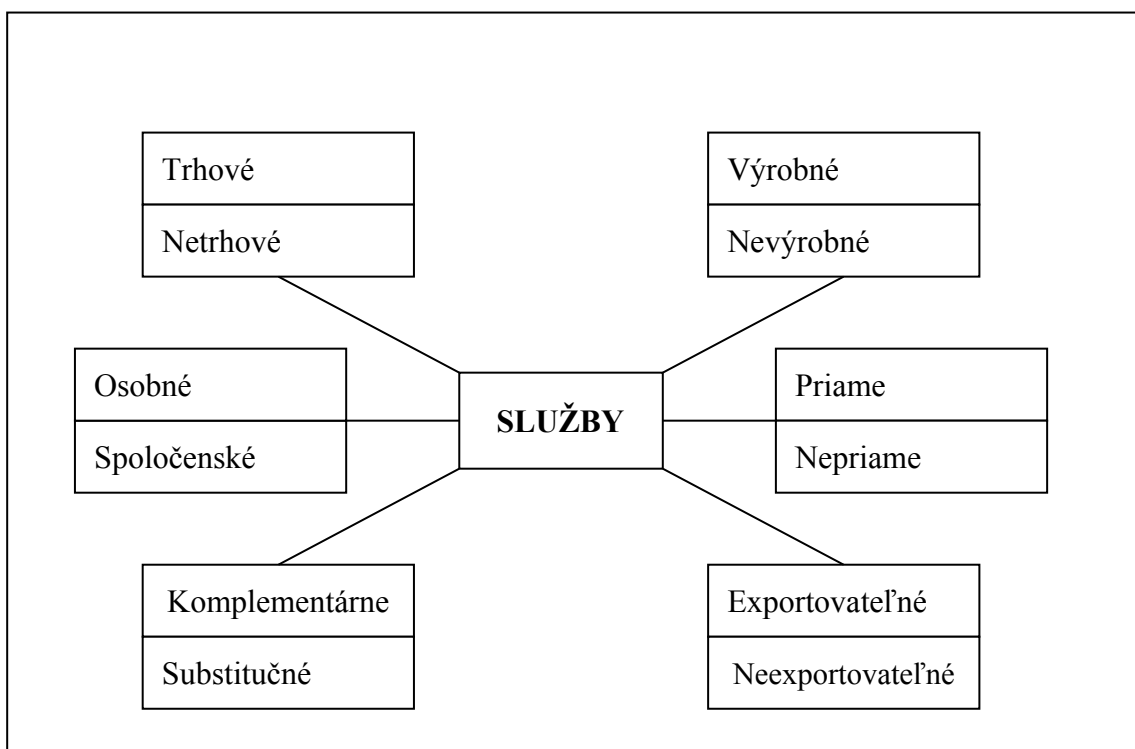 Trhové
Netrhové
Výrobné
Nevýrobné
Osobné
Spoločenské
SLUŽBY
Priame
Nepriame
Komplementárne
Substitučné
Exportovateľné
Neexportovateľné